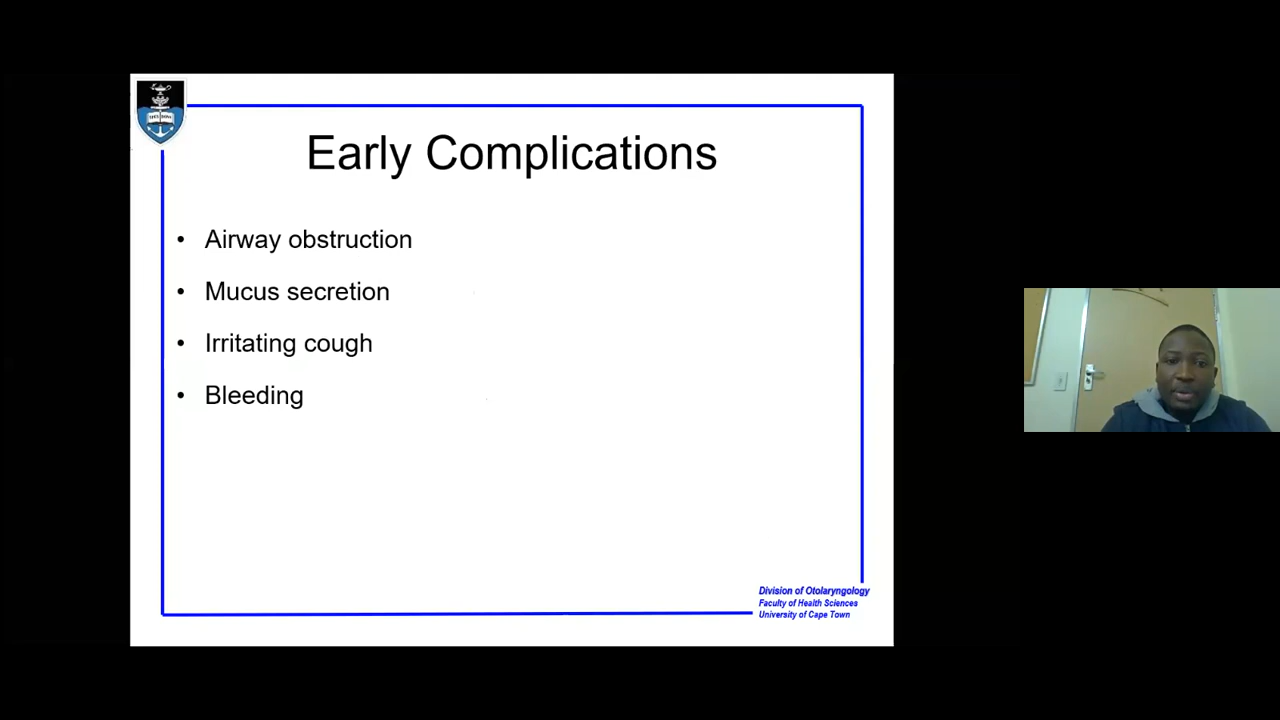 Early Complications
• Airway obstruction
• Mucus secretion
• Irritating cough
• Bleeding
Division of Otolaryngology
Faculty of Health Sciences
University of Cape Town